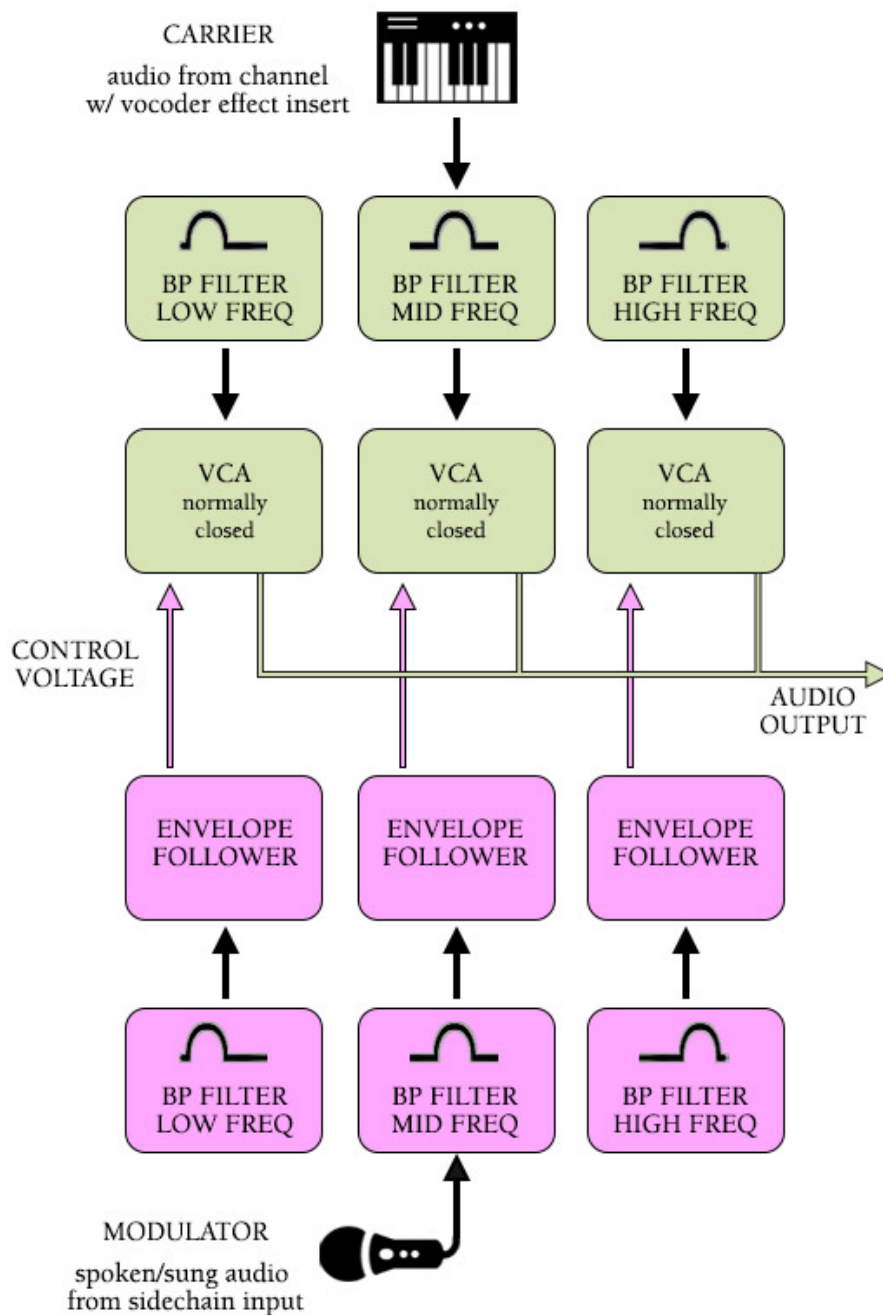 CARRIER
audio from channel
w/ vocoder effect insert
BP FILTER
LOW FREQ
BP FILTER
MID FREQ
BP FILTER
HIGH FREQ
VCA
normally
closed
VCA
normally
closed
VCA
normally
closed
CONTROL
VOLTAGE
AUDIO
OUTPUT
ENVELOPE
FOLLOWER
ENVELOPE
FOLLOWER
ENVELOPE
FOLLOWER
BP FILTER
LOW FREQ
BP FILTER
MID FREQ
BP FILTER
HIGH FREQ
MODULATOR
spoken/sung audio
from sidechain input